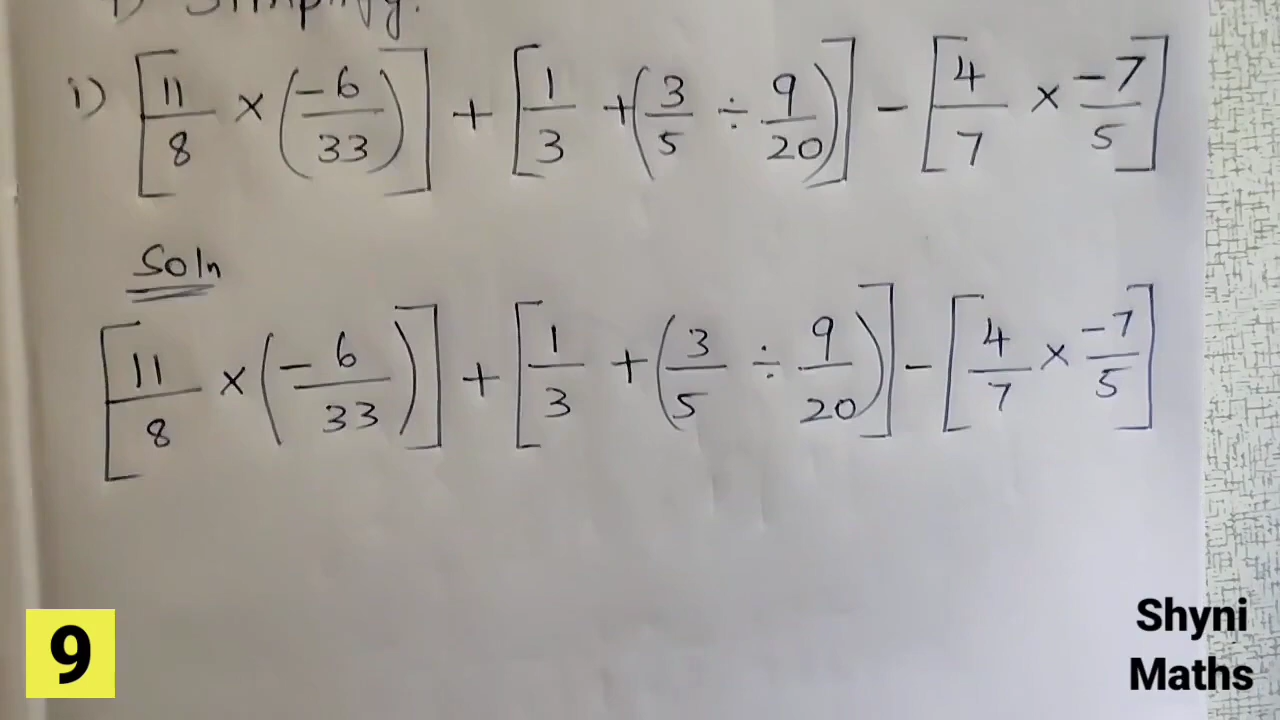 1) Simplify.
i) [11/8 × (-6/33)] + [1/3 + (3/5 ÷ 9/20)] - [4/7 × -7/5]
Soln
[11/8 × (-6/33)] + [1/3 + (3/5 ÷ 9/20)] - [4/7 × -7/5]
9
Shyni
Maths